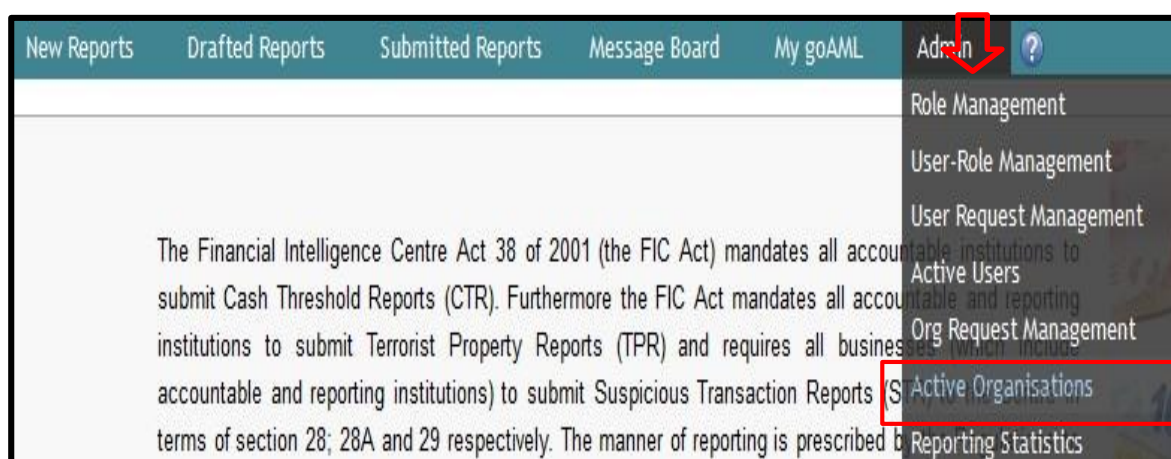 New Reports Drafted Reports Submitted Reports Message Board My goAML Admin ?
Role Management
User-Role Management
User Request Management
Active Users
Org Request Management
Active Organisations
Reporting Statistics
The Financial Intelligence Centre Act 38 of 2001 (the FIC Act) mandates all accountable institutions to
submit Cash Threshold Reports (CTR). Furthermore the FIC Act mandates all accountable and reporting
institutions to submit Terrorist Property Reports (TPR) and requires all businesses (which include
accountable and reporting institutions) to submit Suspicious Transaction Reports
terms of section 28; 28A and 29 respectively. The manner of reporting is prescribed